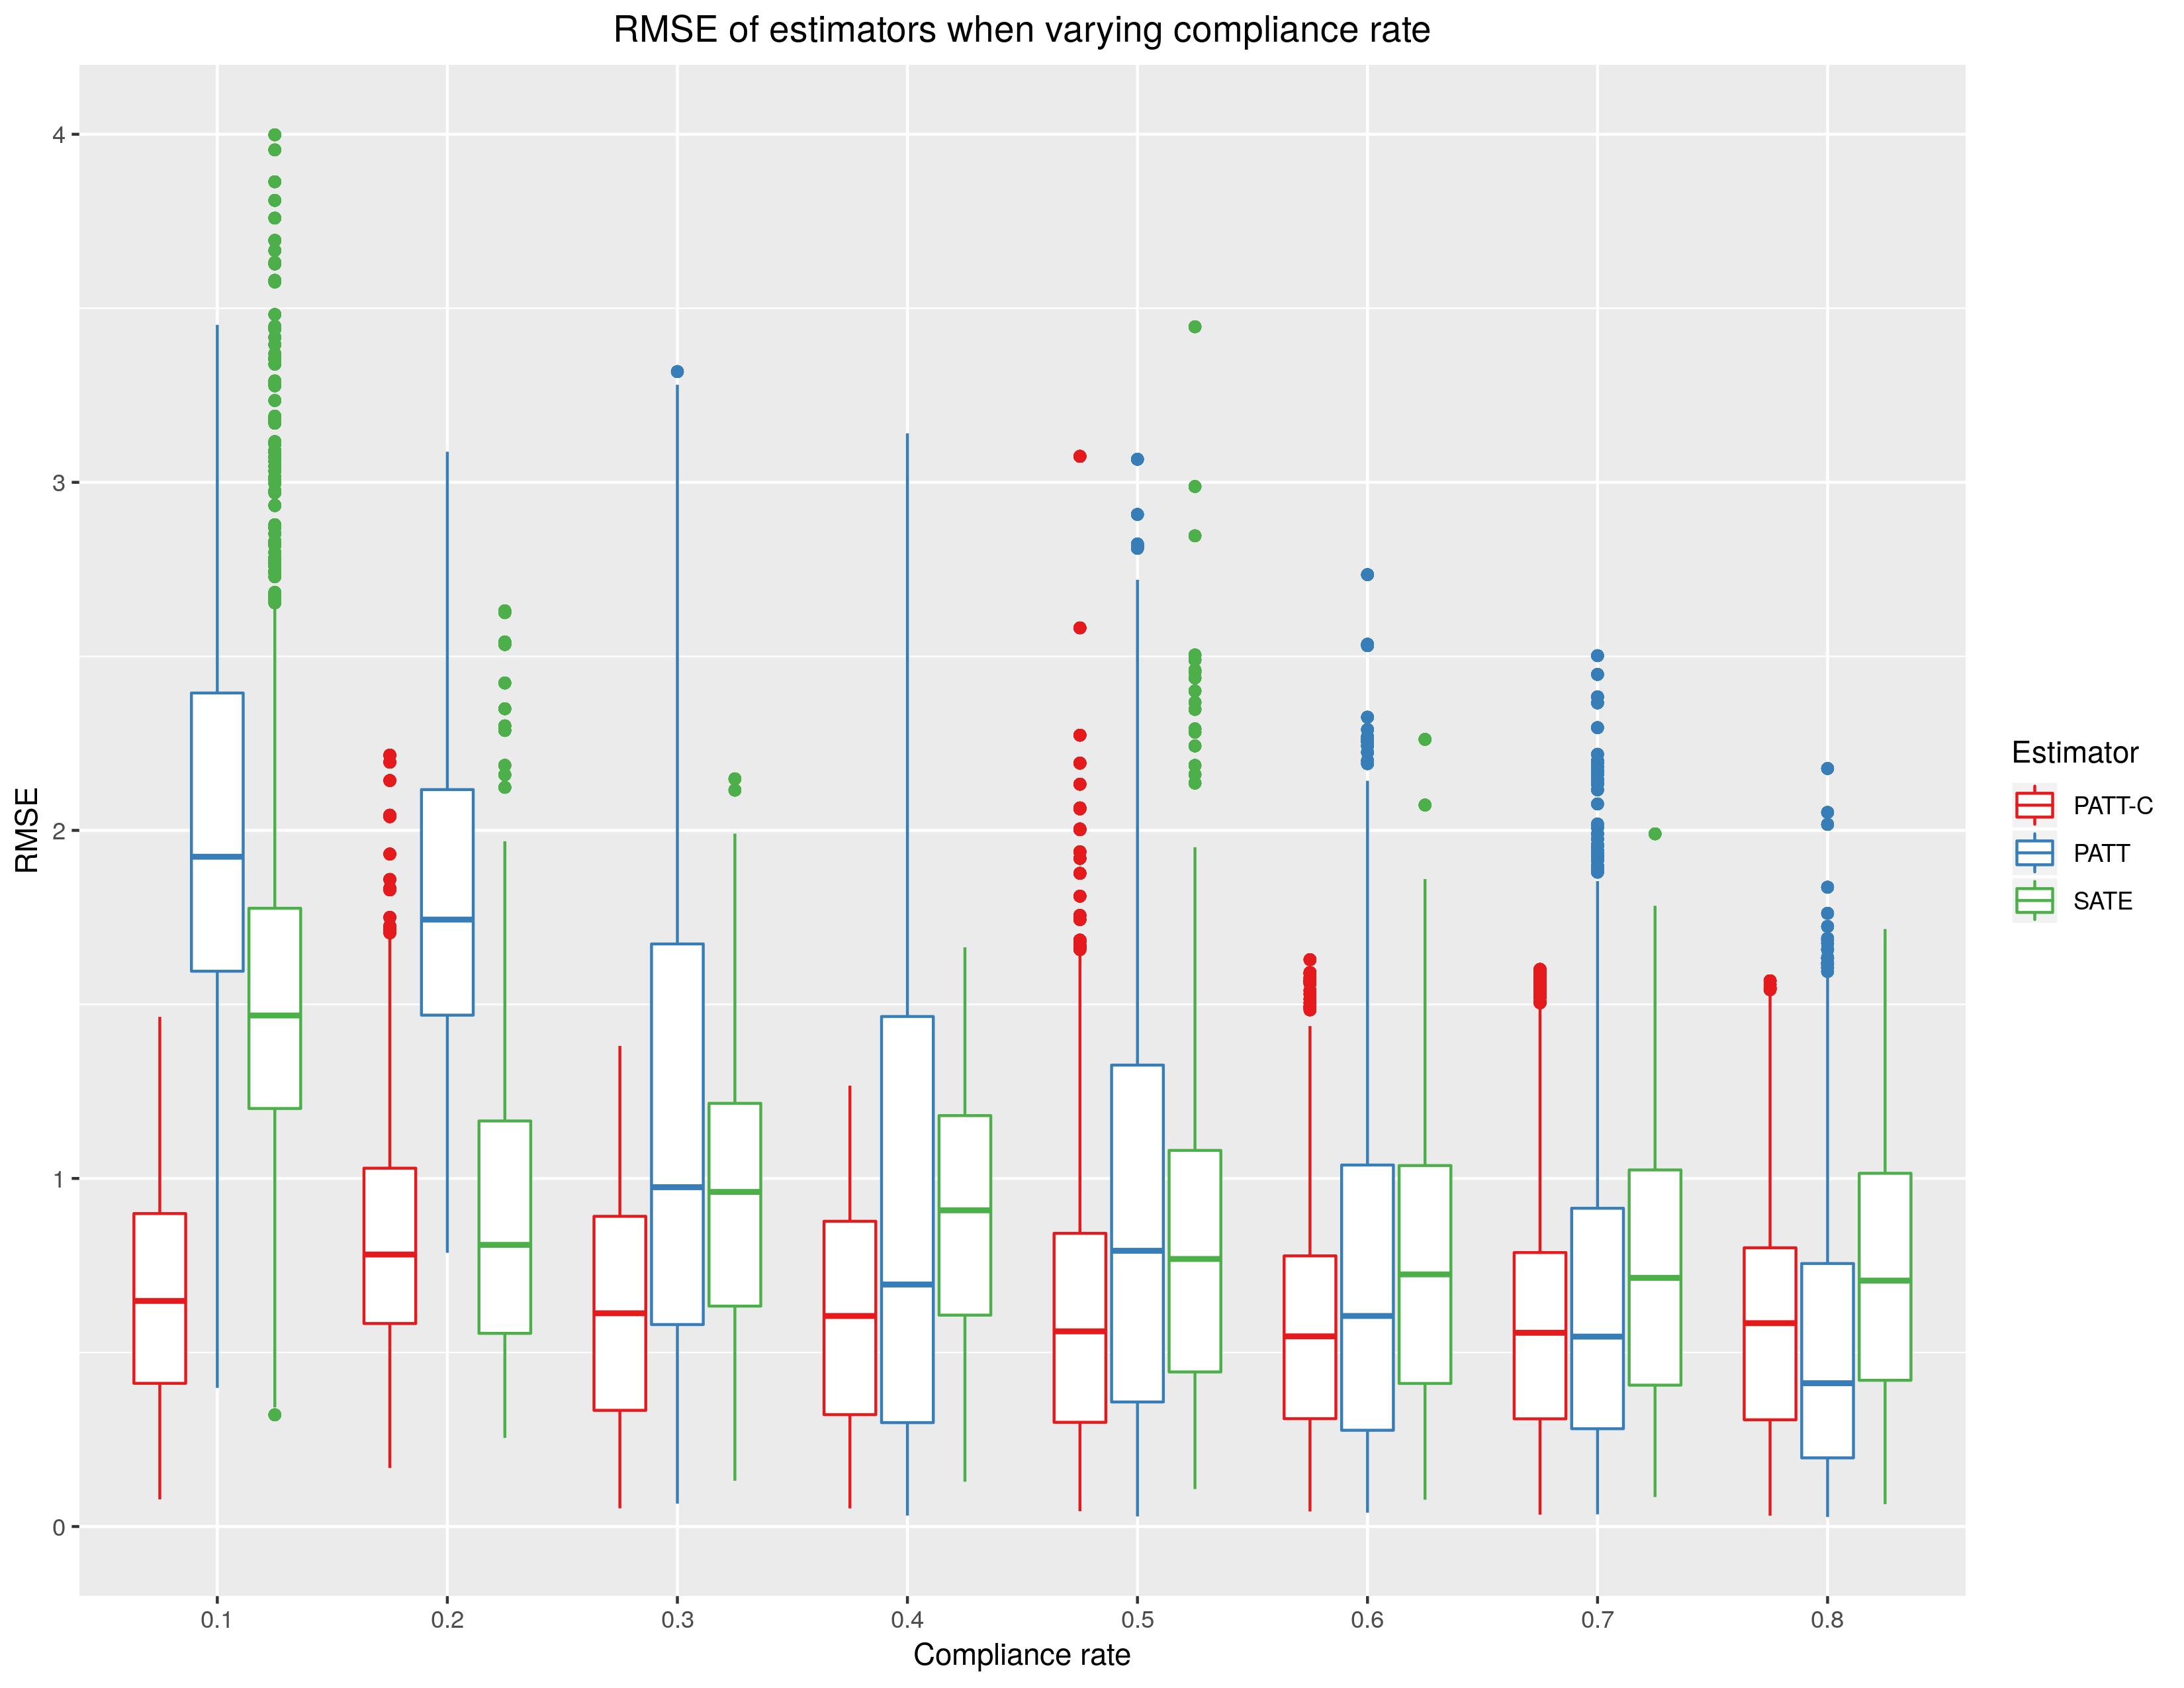 RMSE of estimators when varying compliance rate
RMSE
4
3
2
1
0
0.1 0.2 0.3 0.4 0.5 0.6 0.7 0.8
Compliance rate
Estimator
PATT-C
PATT
SATE